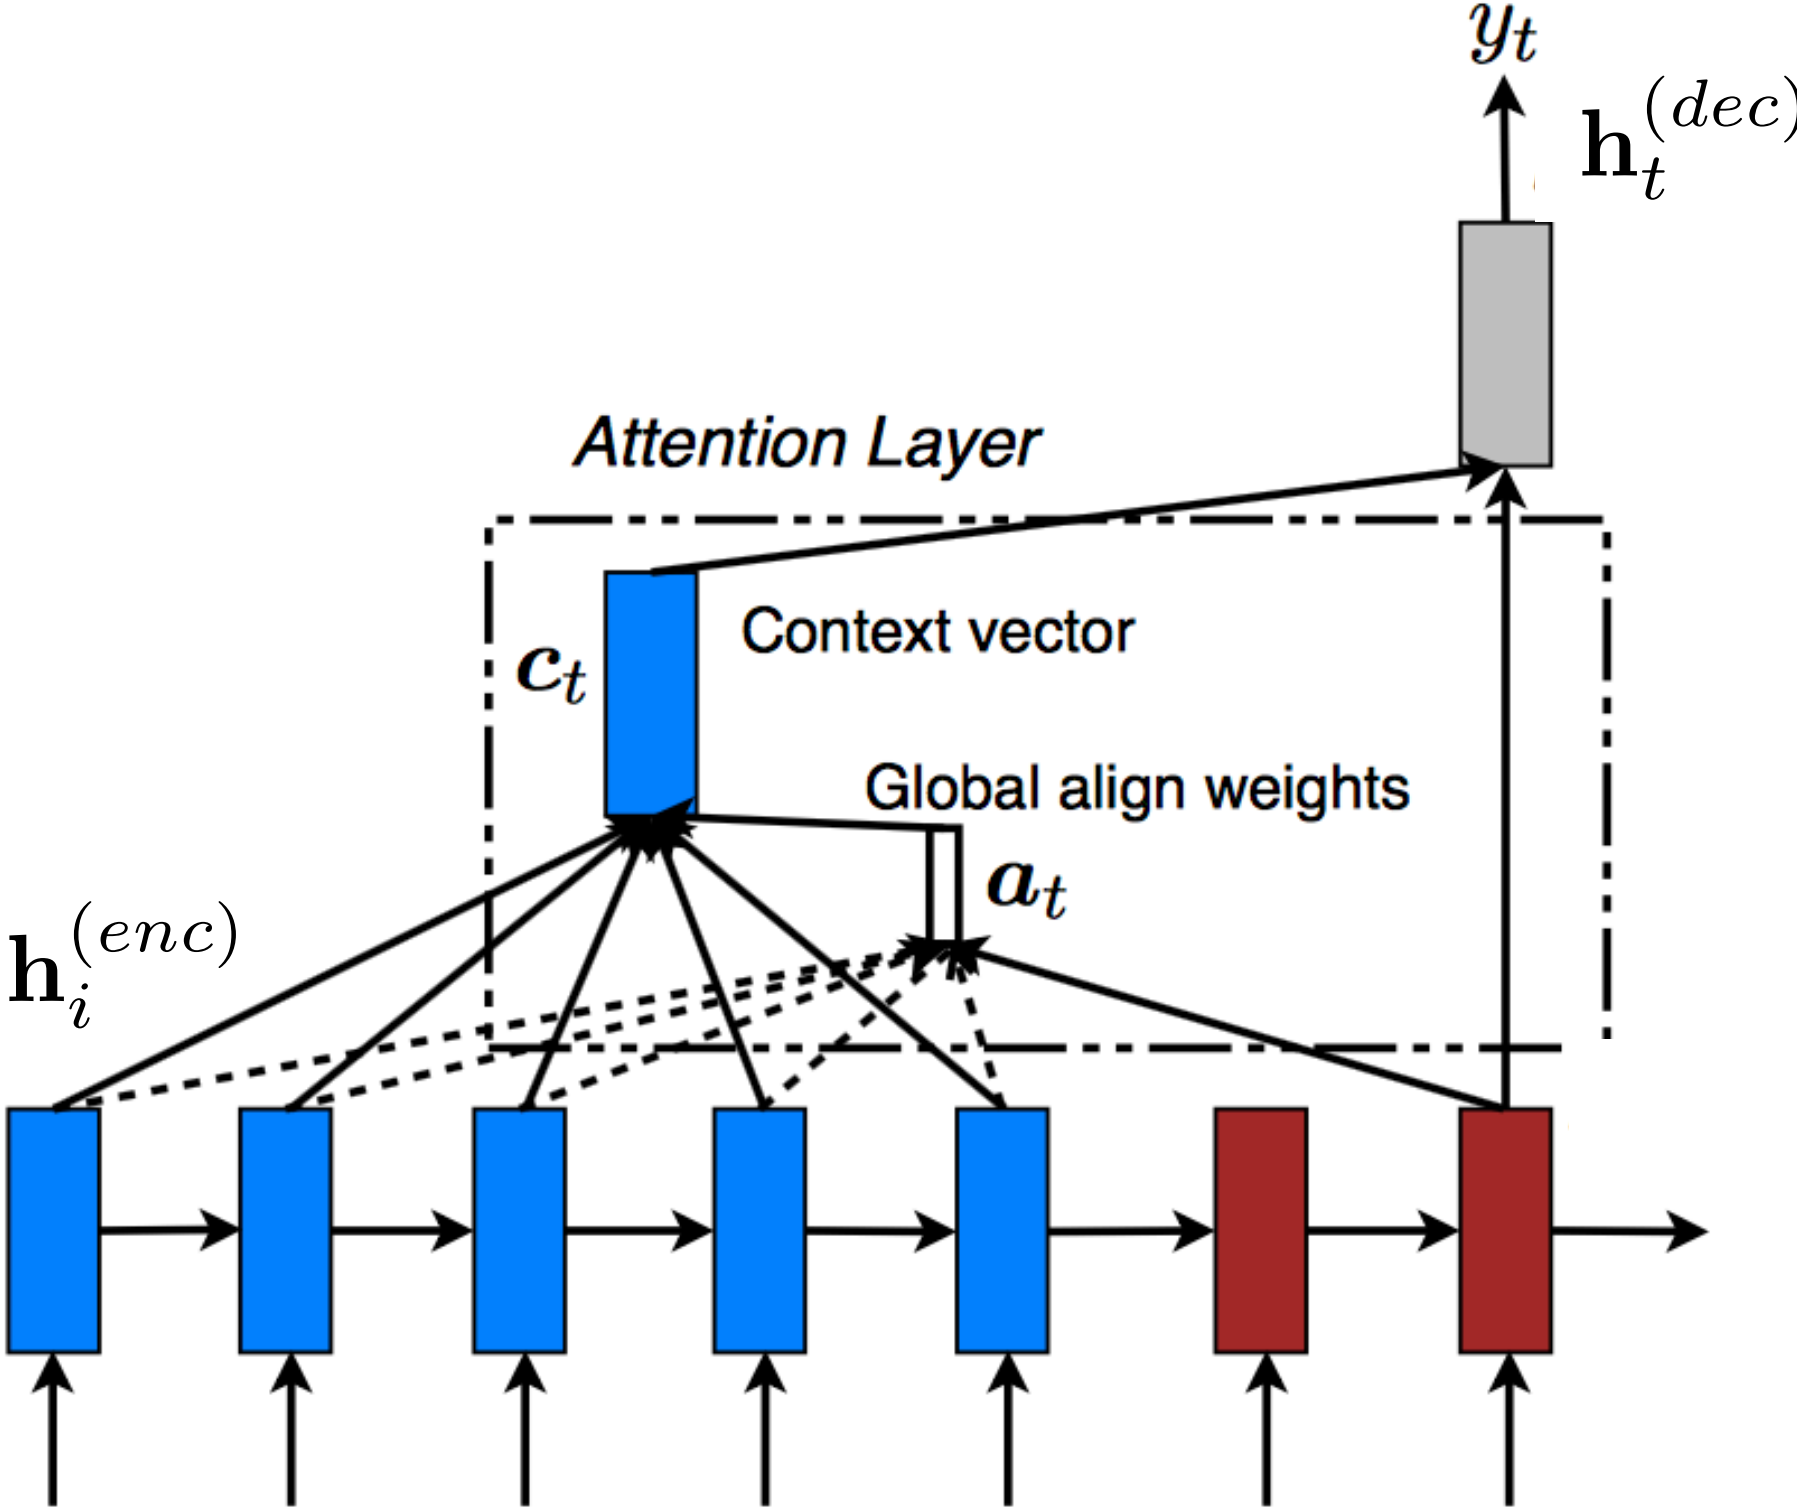 y_t
h_t^{(dec)}
Attention Layer
Context vector
c_t
Global align weights
a_t
h_i^{(enc)}